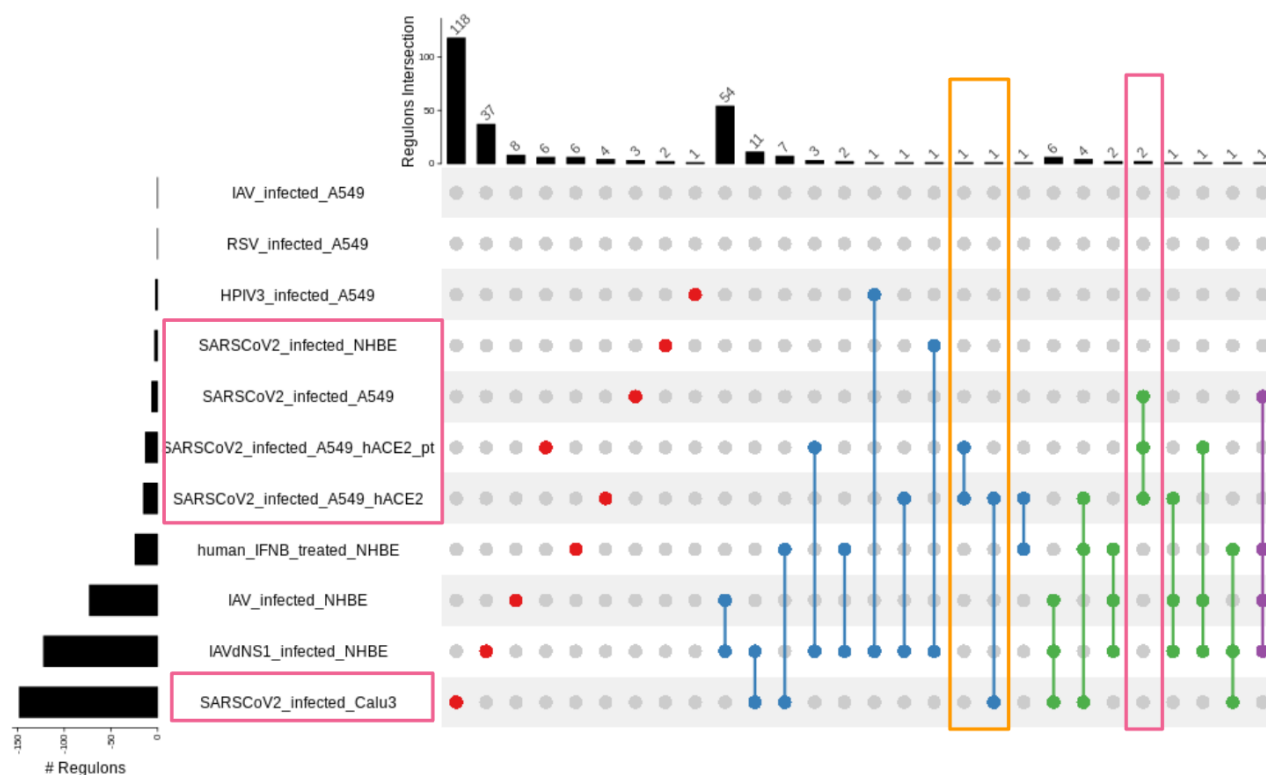 Regulons Intersection
100
50
0
118
37
8
6
6
4
3
2
1
54
11
7
3
2
1
1
1
1
1
1
6
4
2
2
1
1
1
1
IAV_infected_A549
RSV_infected_A549
HPIV3_infected_A549
SARSCoV2_infected_NHBE
SARSCoV2_infected_A549
SARSCoV2_infected_A549_hACE2_pt
SARSCoV2_infected_A549_hACE2
human_IFNB_treated_NHBE
IAV_infected_NHBE
IAVdNS1_infected_NHBE
SARSCoV2_infected_Calu3
-150
-100
-50
0
# Regulons